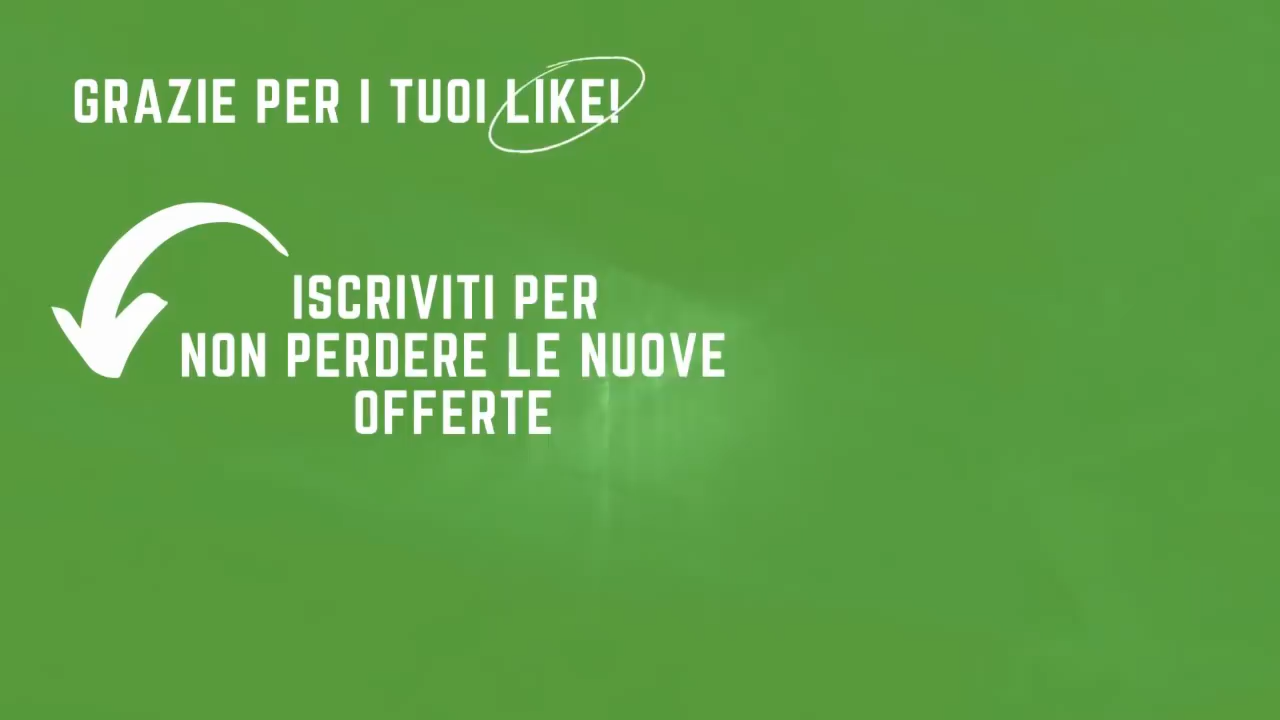 GRAZIE PER I TUOI LIKE!
ISCRIVITI PER
NON PERDERE LE NUOVE
OFFERTE